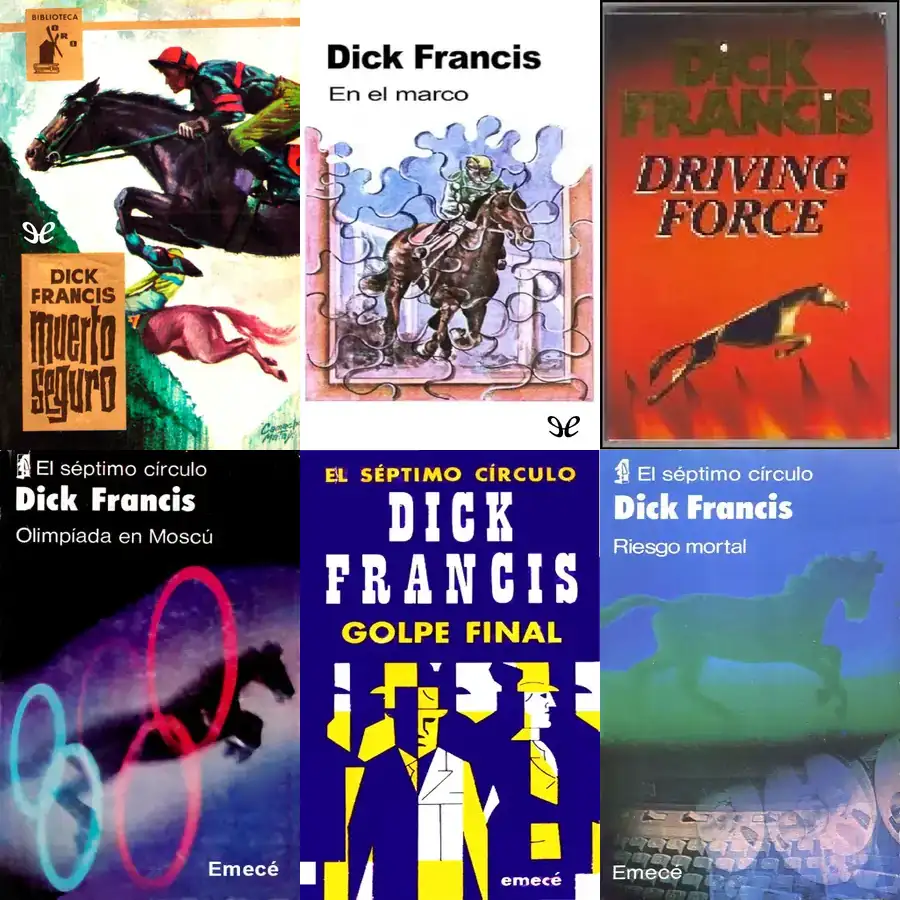 BIBLIOTECA
ORO
DICK
FRANCIS
muerto
seguro
Dick Francis
En el marco
DICK
FRANCIS
DRIVING
FORCE
El séptimo círculo
Dick Francis
Olimpíada en Moscú
Emecé
EL SÉPTIMO CÍRCULO
DICK
FRANCIS
GOLPE FINAL
emecé
El séptimo círculo
Dick Francis
Riesgo mortal
Emecé